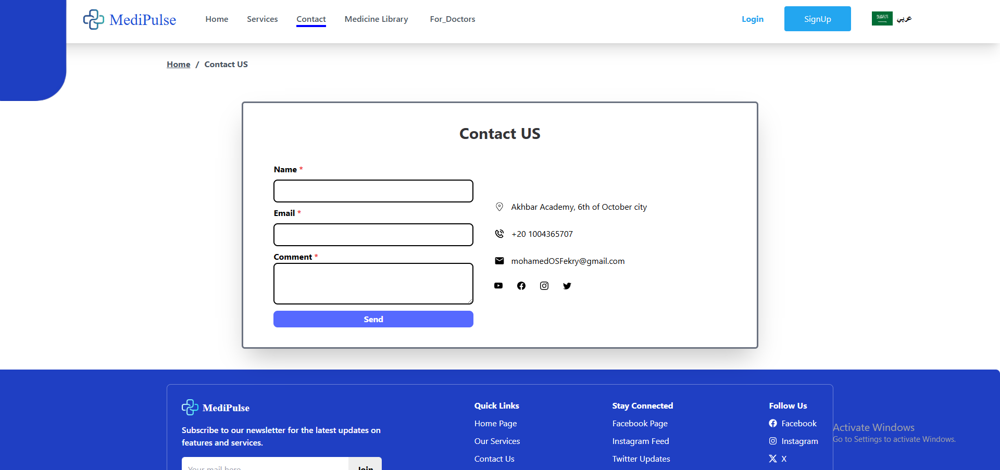 MediPulse
Home
Services
Contact
Medicine Library
For_Doctors
Login
SignUp
عربي
Home / Contact US
Contact US
Name *
Email *
Comment *
Send
Akhbar Academy, 6th of October city
+20 1004365707
mohamedOSFekry@gmail.com
MediPulse
Subscribe to our newsletter for the latest updates on
features and services.
Your mail here
Join
Quick Links
Home Page
Our Services
Contact Us
Stay Connected
Facebook Page
Instagram Feed
Twitter Updates
Follow Us
Facebook
Instagram
X
Activate Windows
Go to Settings to activate Windows.